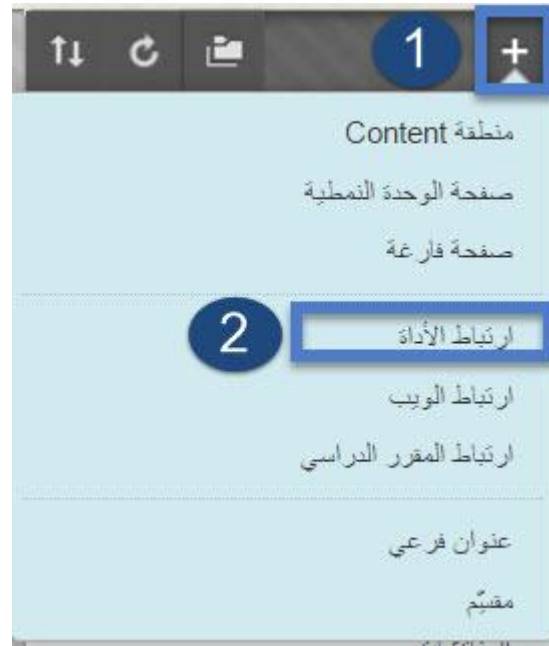 1
+
منطقة Content
صفحة الوحدة النمطية
صفحة فارغة
2
ارتباط الأداة
ارتباط الويب
ارتباط المقرر الدراسي
عنوان فرعي
مقسِّم